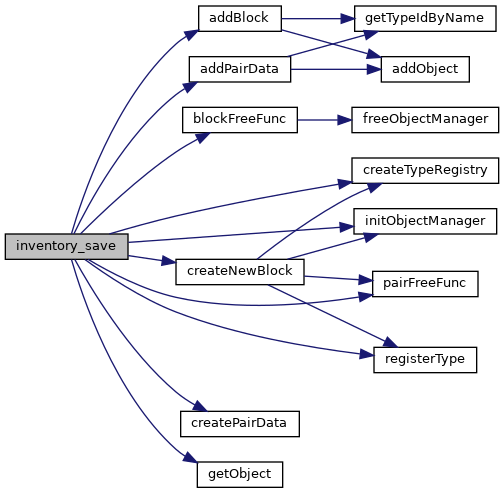 addBlock
getTypeIdByName
addPairData
addObject
blockFreeFunc
freeObjectManager
createTypeRegistry
initObjectManager
inventory_save
createNewBlock
pairFreeFunc
registerType
createPairData
getObject